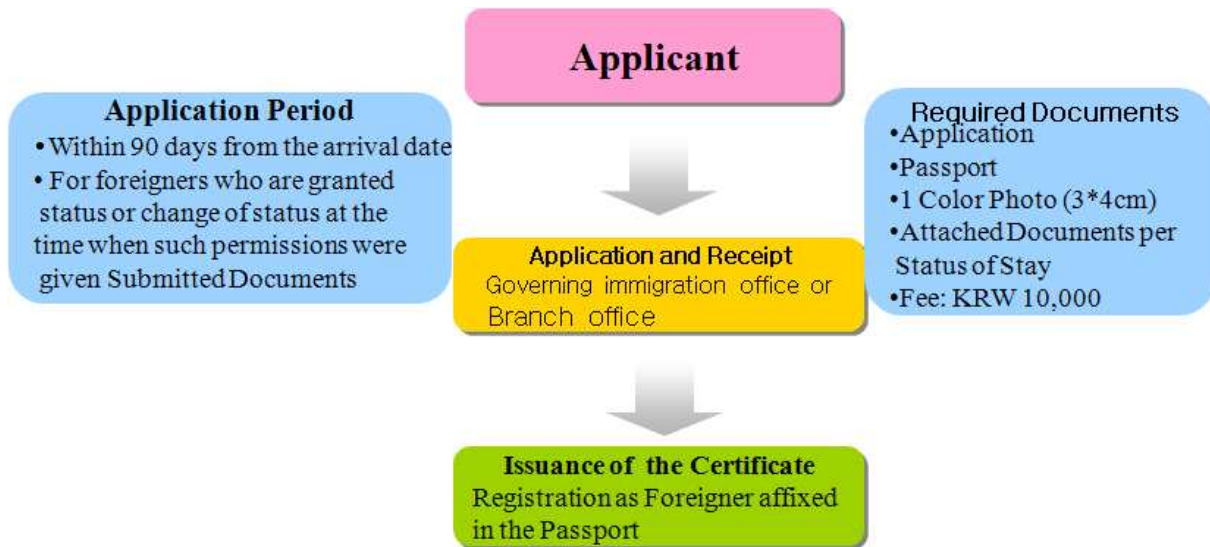 Applicant
Application Period
• Within 90 days from the arrival date
• For foreigners who are granted
status or change of status at the
time when such permissions were
given Submitted Documents
Required Documents
•Application
•Passport
•1 Color Photo (3*4cm)
•Attached Documents per
Status of Stay
•Fee: KRW 10,000
Application and Receipt
Governing immigration office or
Branch office
Issuance of the Certificate
Registration as Foreigner affixed
in the Passport